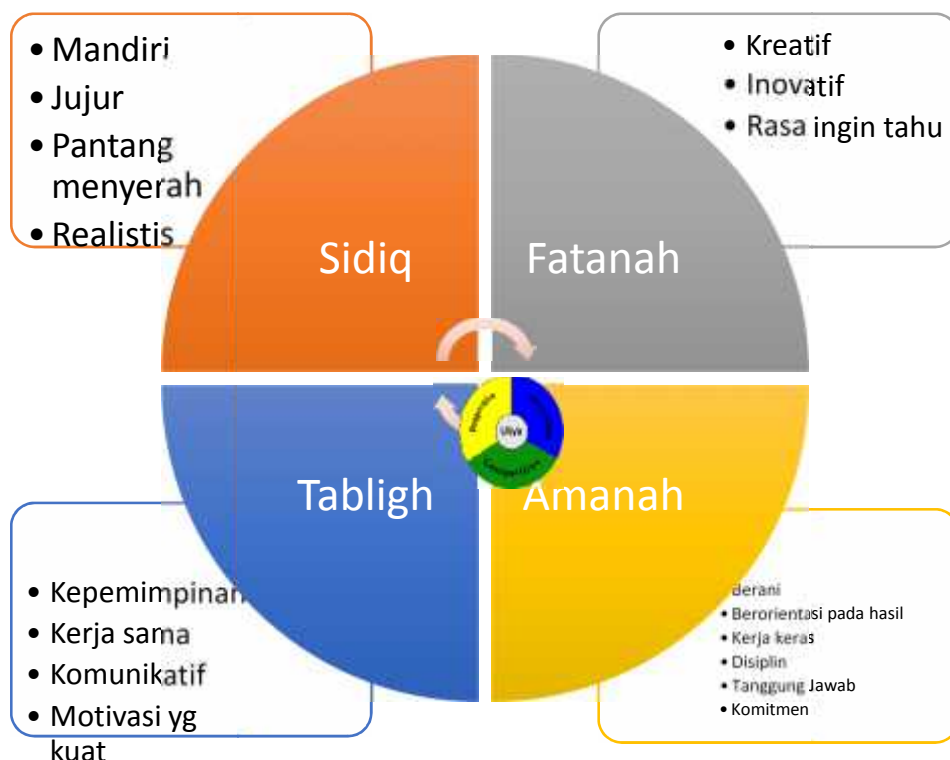 • Mandiri
• Jujur
• Pantang
menyerah
• Realistis
• Kreatif
• Inovatif
• Rasa ingin tahu
Sidiq
Fatanah
Tabligh
Amanah
• Kepemimpinan
• Kerja sama
• Komunikatif
• Motivasi yg
kuat
Berani
• Berorientasi pada hasil
• Kerja keras
• Disiplin
• Tanggung Jawab
• Komitmen